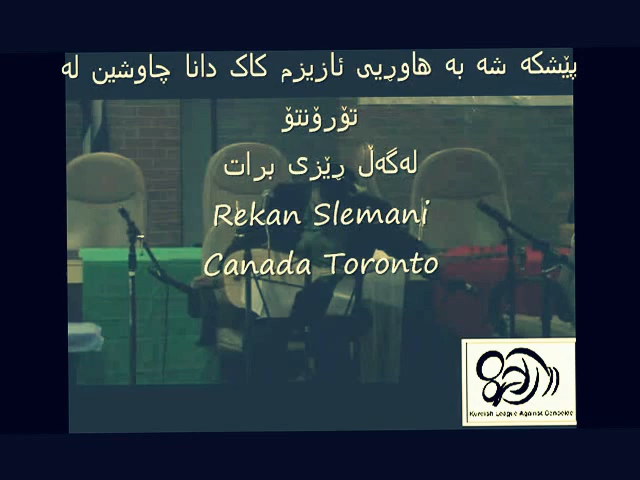 پێشکه شه به هاوڕیی ئازیزم کاک دانا چاوشین له
تۆرۆنتۆ
لەگەڵ ڕێزی برات
Rekan Slemani
Canada Toronto
Kurdish League Against Genocide